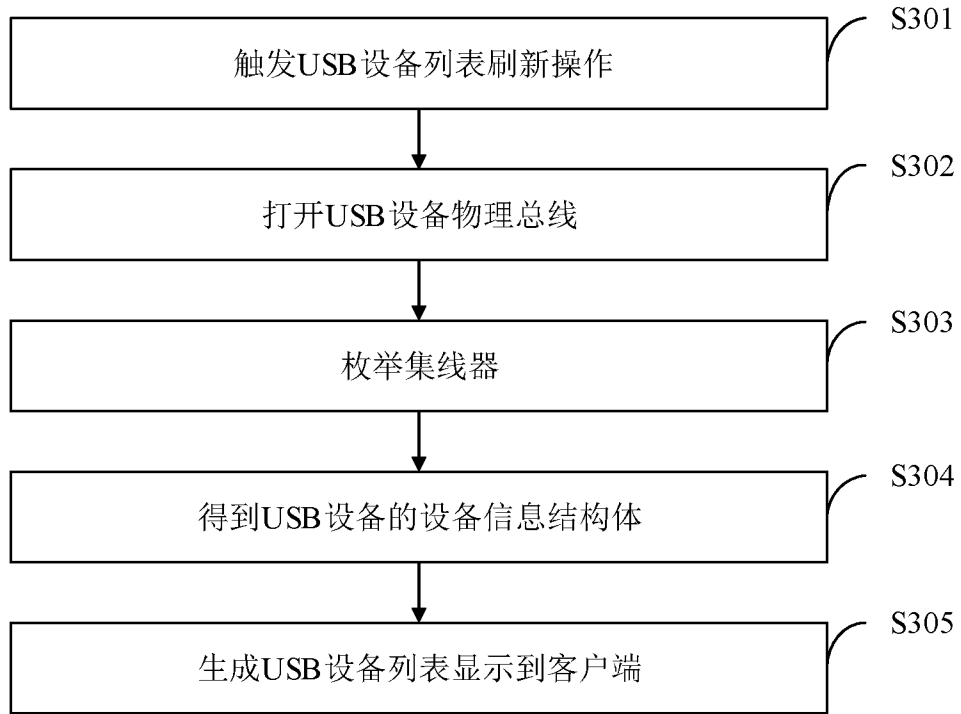 触发USB设备列表刷新操作
S301
打开USB设备物理总线
S302
枚举集线器
S303
得到USB设备的设备信息结构体
S304
生成USB设备列表显示到客户端
S305